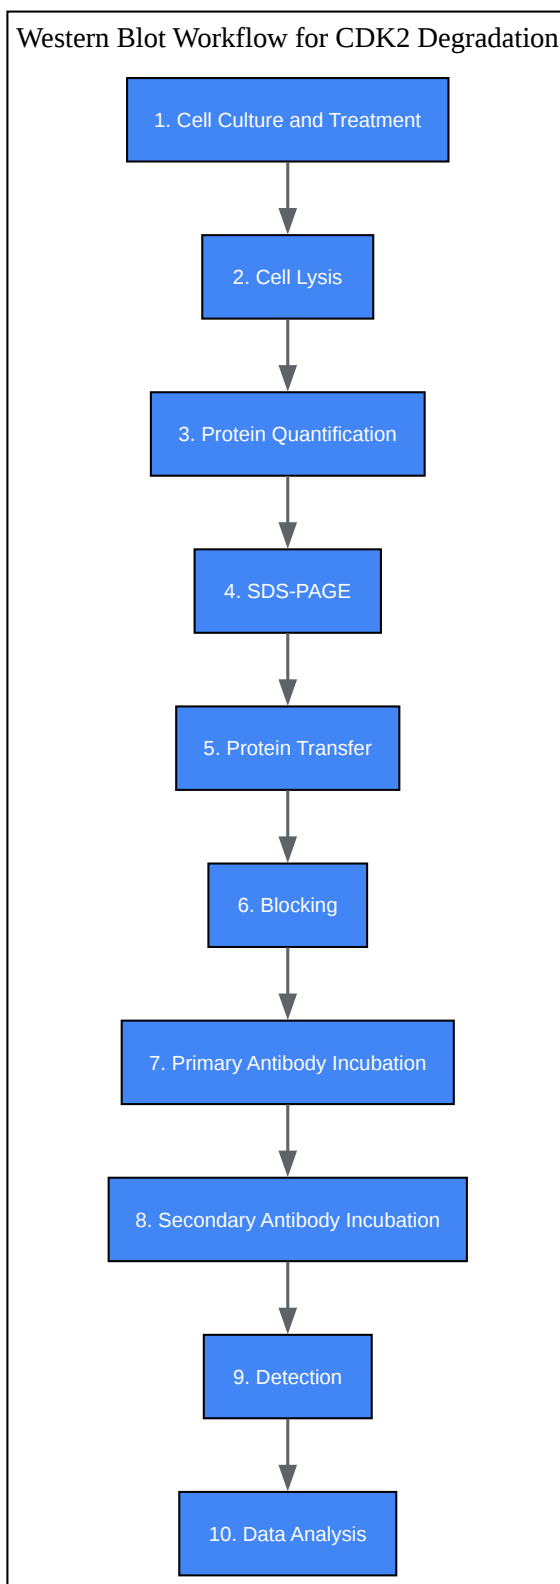 Western Blot Workflow for CDK2 Degradation
1. Cell Culture and Treatment
2. Cell Lysis
3. Protein Quantification
4. SDS-PAGE
5. Protein Transfer
6. Blocking
7. Primary Antibody Incubation
8. Secondary Antibody Incubation
9. Detection
10. Data Analysis